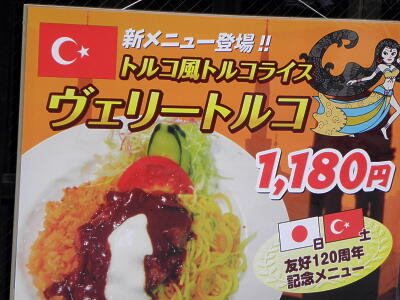 新メニュー登場!!
トルコ風トルコライス
ヴェリートルコ
1,180円
日 土
友好120周年
記念メニュー